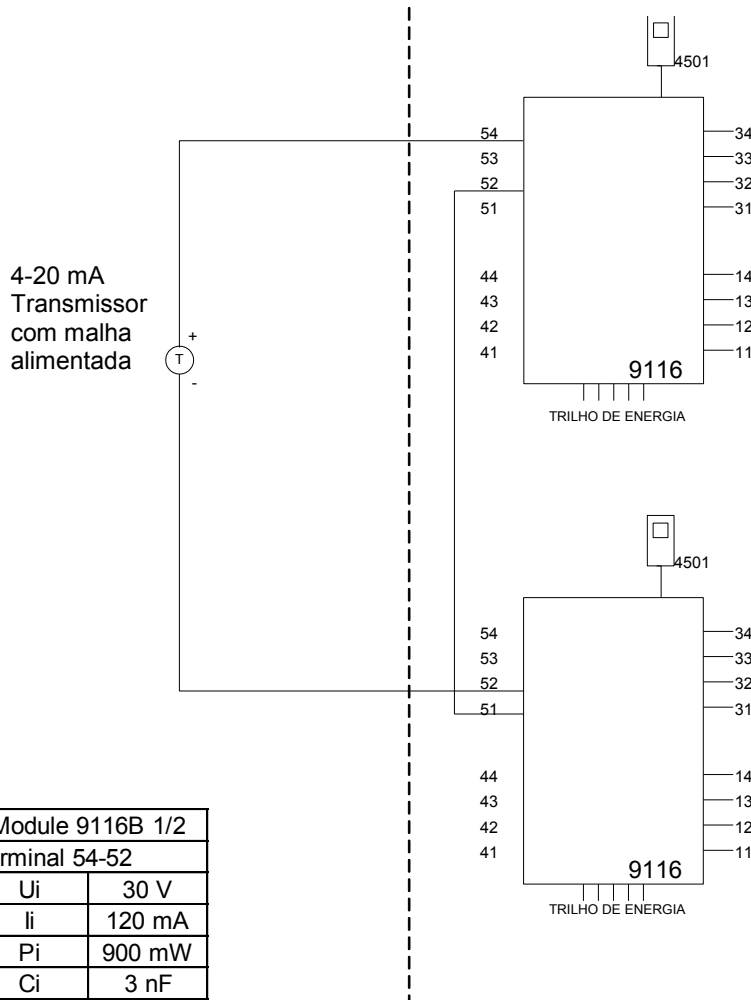 4501
54
53
52
51
34
33
32
31
44
43
42
41
14
13
12
11
9116
TRILHO DE ENERGIA
4-20 mA
Transmissor
com malha
alimentada
+
T
-
4501
54
53
52
51
34
33
32
31
44
43
42
41
14
13
12
11
9116
TRILHO DE ENERGIA
Module 9116B 1/2
rminal 54-52
Ui 30 V
Ii 120 mA
Pi 900 mW
Ci 3 nF